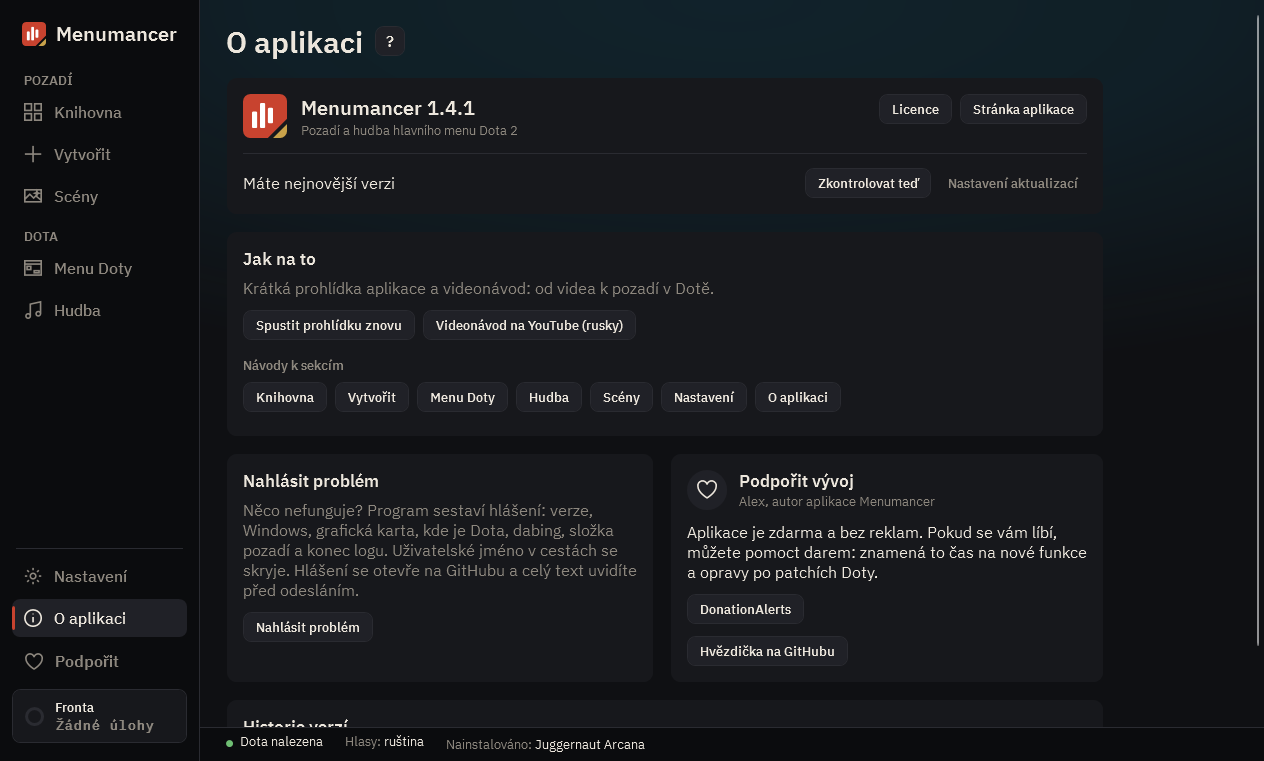 Menumancer
POZADÍ
Knihovna
Vytvořit
Scény
DOTA
Menu Doty
Hudba
Nastavení
O aplikaci
Podpořit
Fronta
Žádné úlohy
O aplikaci ?
Menumancer 1.4.1
Pozadí a hudba hlavního menu Dota 2
Licence
Stránka aplikace
Máte nejnovější verzi
Zkontrolovat teď
Nastavení aktualizací
Jak na to
Krátká prohlídka aplikace a videonávod: od videa k pozadí v Dotě.
Spustit prohlídku znovu
Videonávod na YouTube (rusky)
Návody k sekcím
Knihovna
Vytvořit
Menu Doty
Hudba
Scény
Nastavení
O aplikaci
Nahlásit problém
Něco nefunguje? Program sestaví hlášení: verze,
Windows, grafická karta, kde je Dota, dabing, složka
pozadí a konec logu. Uživatelské jméno v cestách se
skryje. Hlášení se otevře na GitHubu a celý text uvidíte
před odesláním.
Nahlásit problém
Podpořit vývoj
Alex, autor aplikace Menumancer
Aplikace je zdarma a bez reklam. Pokud se vám líbí,
můžete pomoct darem: znamená to čas na nové funkce
a opravy po patchích Doty.
DonationAlerts
Hvězdička na GitHubu
Historie verzí
Dota nalezena
Hlasy: ruština
Nainstalováno: Juggernaut Arcana